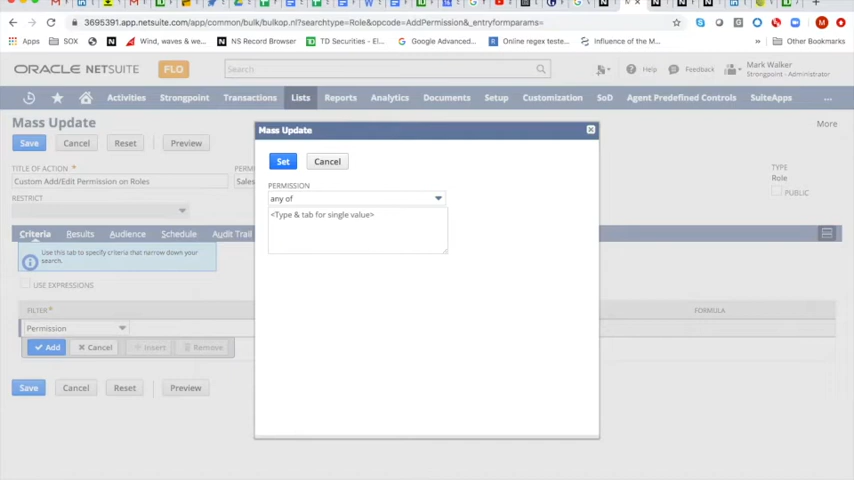 3695391.app.netsuite.com/app/common/bulk/bulkop.nl?searchtype=Role&opcode=AddPermission&_entryformparams=
Apps SOX Wind, waves & we... NS Record Browser TD Securities - El... Google Advanced... Online regex teste... Influence of the M... Other Bookmarks
ORACLE NETSUITE FLO Search Help Feedback Mark Walker
Strongpoint - Administrator
Activities Strongpoint Transactions Lists Reports Analytics Documents Setup Customization SoD Agent Predefined Controls SuiteApps ...
Mass Update More
Save Cancel Reset Preview
TITLE OF ACTION * PERMI
Custom Add/Edit Permission on Roles Sales
RESTRICT
TYPE
Role
PUBLIC
Criteria Results Audience Schedule Audit Trail
Use this tab to specify criteria that narrow down your
search.
USE EXPRESSIONS
FILTER * FORMULA
Permission
Add Cancel Insert Remove
Save Cancel Reset Preview
Mass Update
Set Cancel
PERMISSION
any of
<Type & tab for single value>